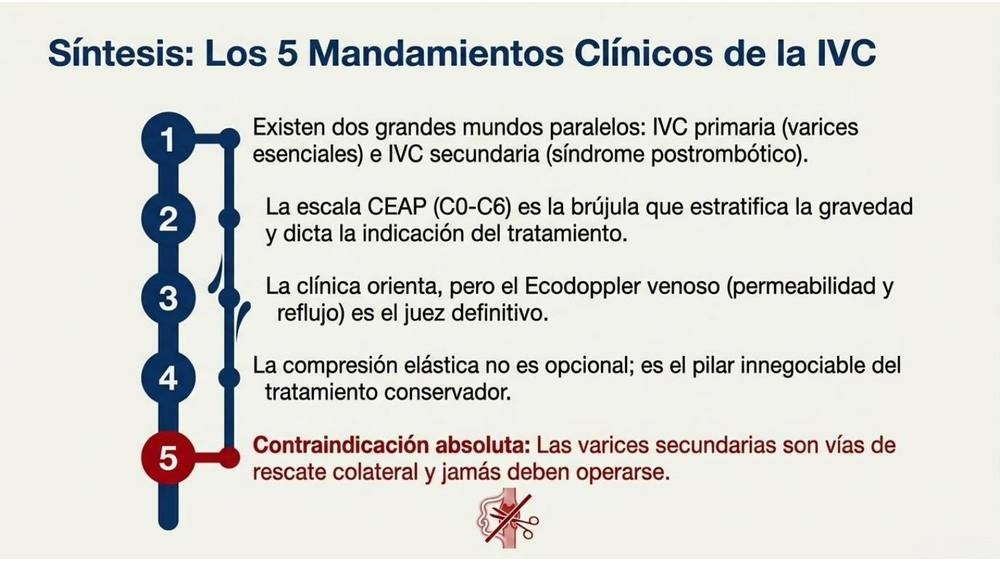 Síntesis: Los 5 Mandamientos Clínicos de la IVC
1
Existen dos grandes mundos paralelos: IVC primaria (varices
esenciales) e IVC secundaria (síndrome postrombótico).
2
La escala CEAP (C0-C6) es la brújula que estratifica la gravedad
y dicta la indicación del tratamiento.
3
La clínica orienta, pero el Ecodoppler venoso (permeabilidad y
reflujo) es el juez definitivo.
4
La compresión elástica no es opcional; es el pilar innegociable del
tratamiento conservador.
5
Contraindicación absoluta: Las varices secundarias son vías de
rescate colateral y jamás deben operarse.